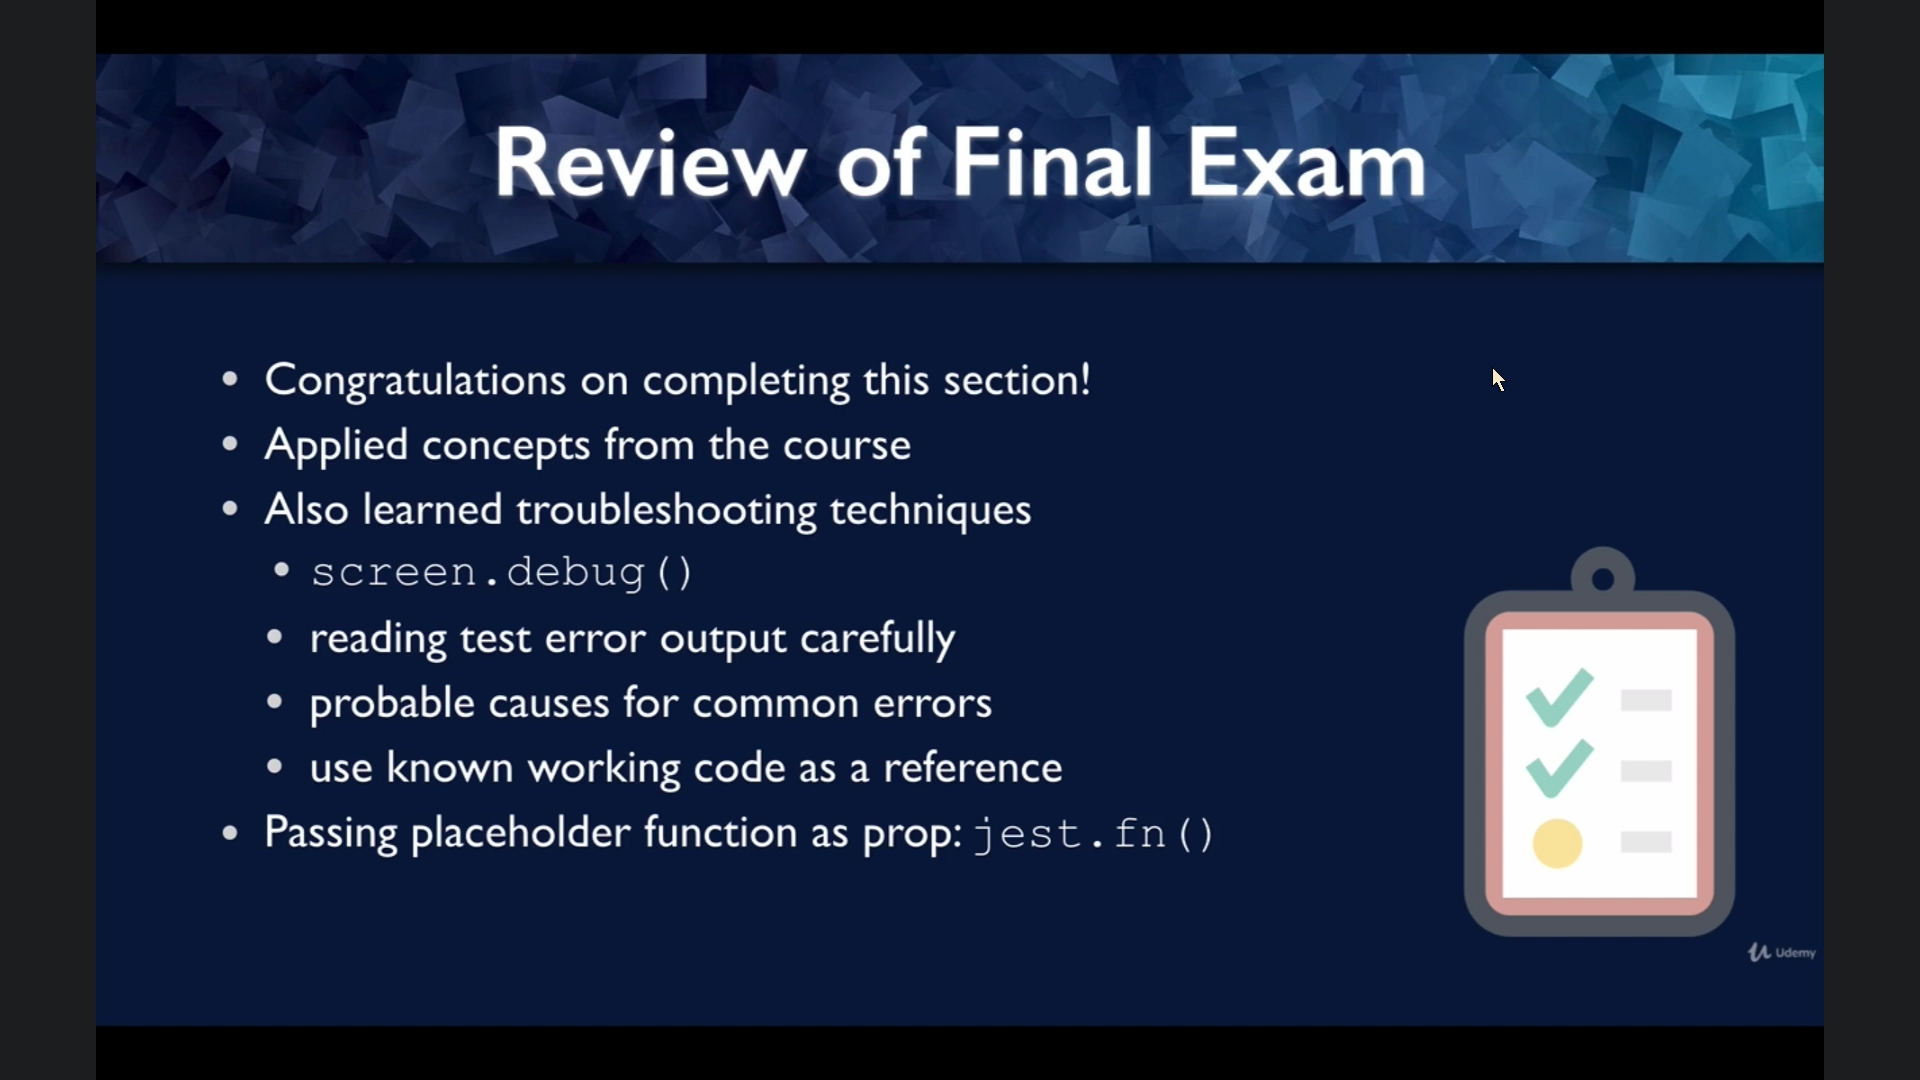 Review of Final Exam
• Congratulations on completing this section!
• Applied concepts from the course
• Also learned troubleshooting techniques
• screen.debug()
• reading test error output carefully
• probable causes for common errors
• use known working code as a reference
• Passing placeholder function as prop: jest.fn()
Udemy